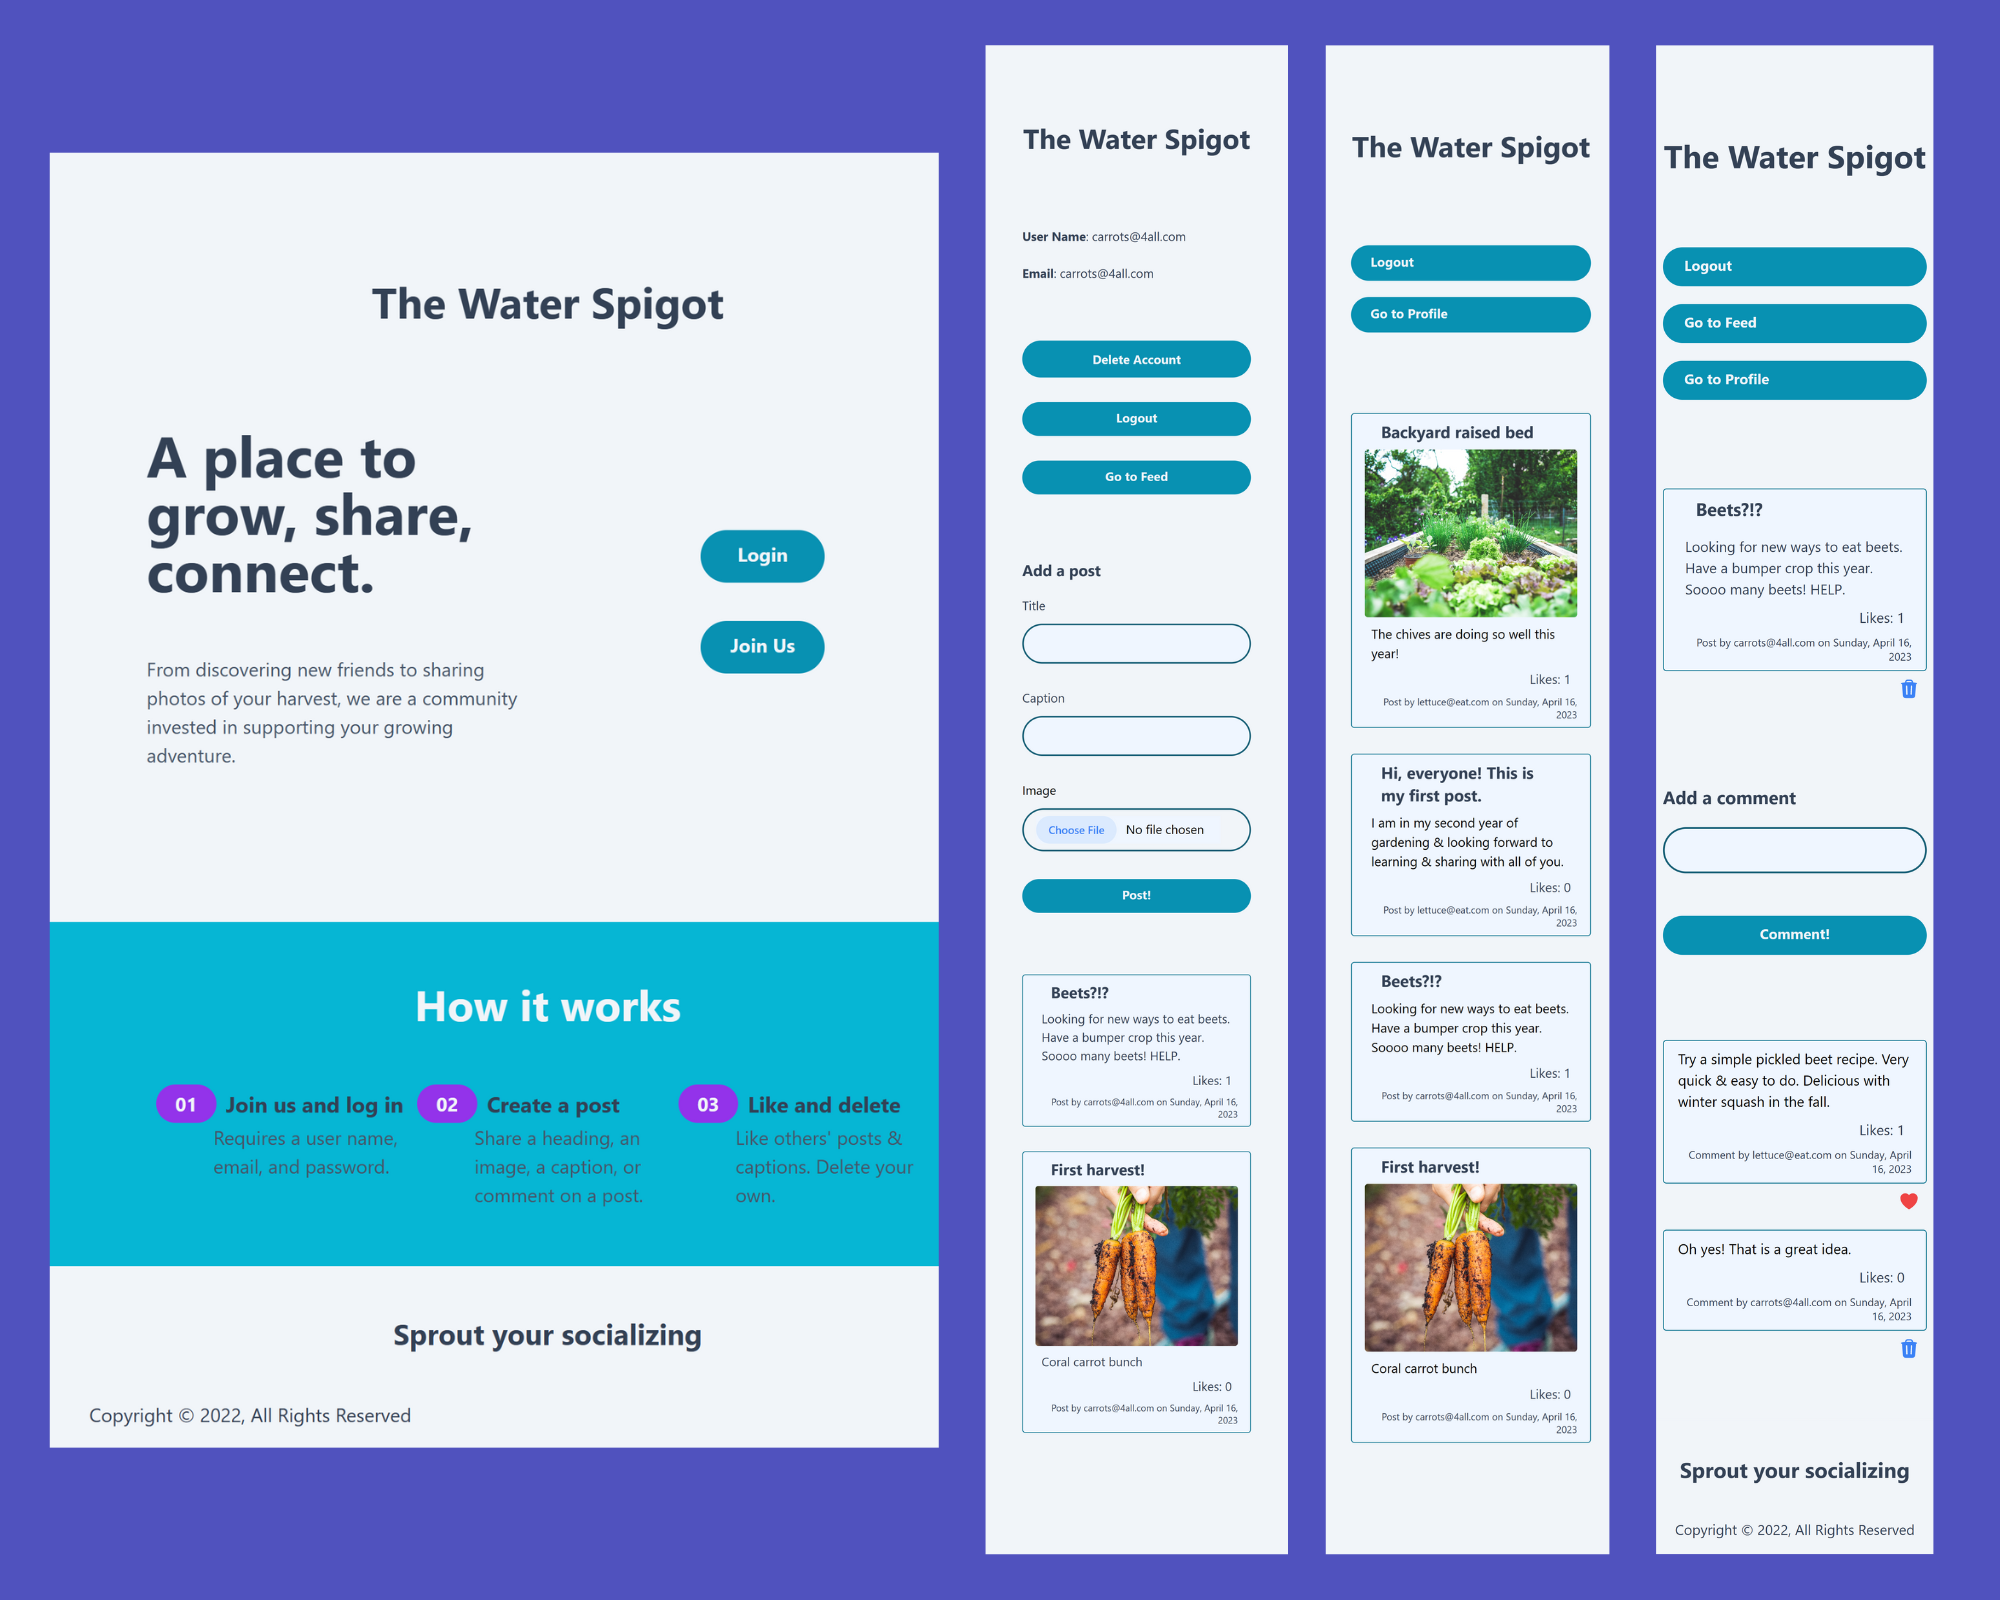 The Water Spigot
A place to
grow, share,
connect.
From discovering new friends to sharing
photos of your harvest, we are a community
invested in supporting your growing
adventure.
Login
Join Us
How it works
01 Join us and log in
Requires a user name,
email, and password.
02 Create a post
Share a heading, an
image, a caption, or
comment on a post.
03 Like and delete
Like others' posts &
captions. Delete your
own.
Sprout your socializing
Copyright © 2022, All Rights Reserved
The Water Spigot
User Name: carrots@4all.com
Email: carrots@4all.com
Delete Account
Logout
Go to Feed
Add a post
Title
Caption
Image
Choose File No file chosen
Post!
Beets?!?
Looking for new ways to eat beets.
Have a bumper crop this year.
Soooo many beets! HELP.
Likes: 1
Post by carrots@4all.com on Sunday, April 16,
2023
First harvest!
Coral carrot bunch
Likes: 0
Post by carrots@4all.com on Sunday, April 16,
2023
The Water Spigot
Logout
Go to Profile
Backyard raised bed
The chives are doing so well this
year!
Likes: 1
Post by lettuce@eat.com on Sunday, April 16,
2023
Hi, everyone! This is
my first post.
I am in my second year of
gardening & looking forward to
learning & sharing with all of you.
Likes: 0
Post by lettuce@eat.com on Sunday, April 16,
2023
Beets?!?
Looking for new ways to eat beets.
Have a bumper crop this year.
Soooo many beets! HELP.
Likes: 1
Post by carrots@4all.com on Sunday, April 16,
2023
First harvest!
Coral carrot bunch
Likes: 0
Post by carrots@4all.com on Sunday, April 16,
2023
The Water Spigot
Logout
Go to Feed
Go to Profile
Beets?!?
Looking for new ways to eat beets.
Have a bumper crop this year.
Soooo many beets! HELP.
Likes: 1
Post by carrots@4all.com on Sunday, April 16,
2023
Add a comment
Comment!
Try a simple pickled beet recipe. Very
quick & easy to do. Delicious with
winter squash in the fall.
Likes: 1
Comment by lettuce@eat.com on Sunday, April
16, 2023
Oh yes! That is a great idea.
Likes: 0
Comment by carrots@4all.com on Sunday, April
16, 2023
Sprout your socializing
Copyright © 2022, All Rights Reserved